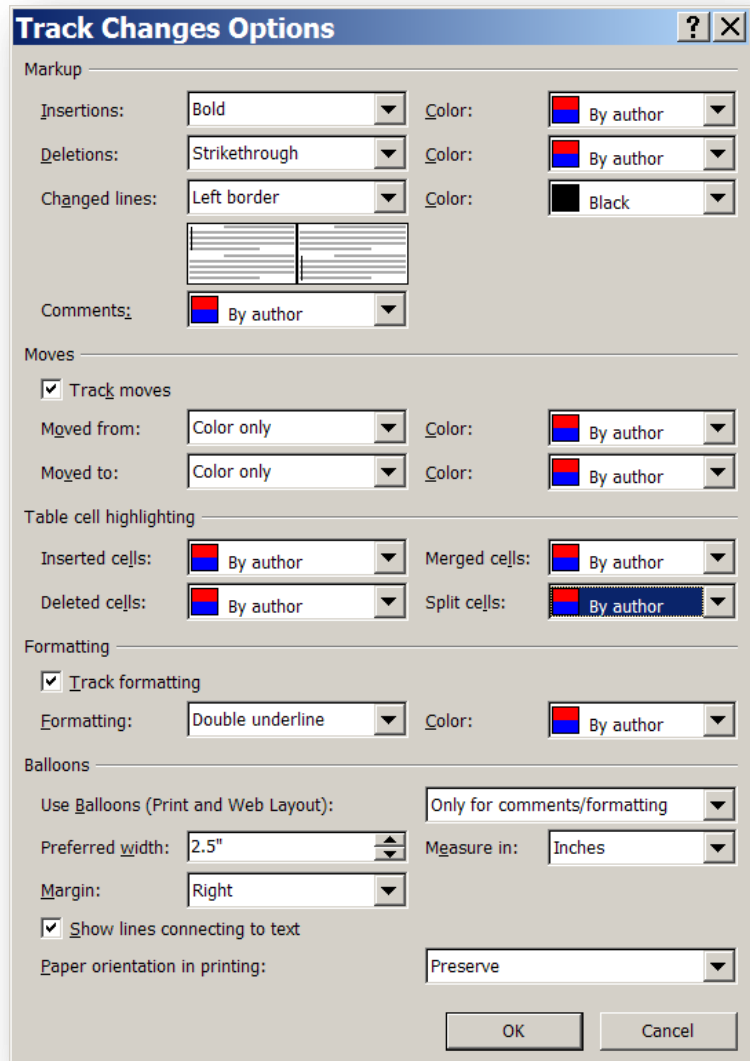 Track Changes Options ?
Markup
Insertions: Bold Color: By author
Deletions: Strikethrough Color: By author
Changed lines: Left border Color: Black
Comments: By author
Moves
Track moves
Moved from: Color only Color: By author
Moved to: Color only Color: By author
Table cell highlighting
Inserted cells: By author Merged cells: By author
Deleted cells: By author Split cells: By author
Formatting
Track formatting
Formatting: Double underline Color: By author
Balloons
Use Balloons (Print and Web Layout): Only for comments/formatting
Preferred width: 2.5" Measure in: Inches
Margin: Right
Show lines connecting to text
Paper orientation in printing: Preserve
OK Cancel